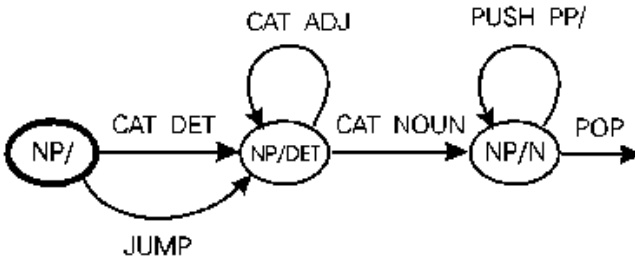 CAT ADJ
PUSH PP/
CAT DET
CAT NOUN
POP
NP/
NP/DET
NP/N
JUMP